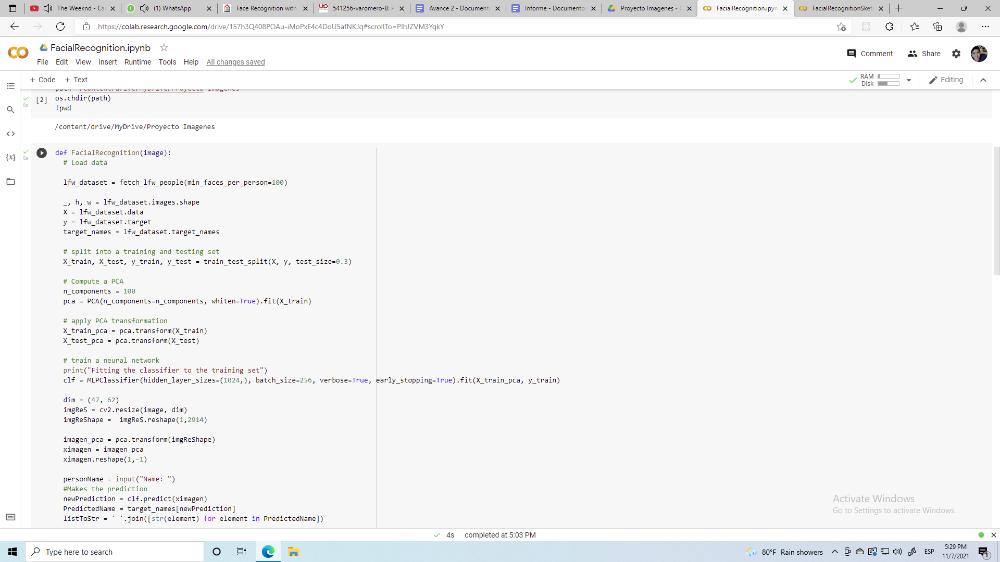 The Weeknd - Ca
(1) WhatsApp
Face Recognition with
541256-varomero-B: P
Avance 2 - Documento
Informe - Documentos
Proyecto Imagenes - G
FacialRecognition.ipyn
FacialRecognitionSket
https://colab.research.google.com/drive/157h3Q408POAu-iMoPxE4c4DoU5afNKJq#scrollTo=PIhJZVM3YqkY
FacialRecognition.ipynb
Comment
Share
File Edit View Insert Runtime Tools Help All changes saved
+ Code + Text
RAM
Disk
Editing
path "/content/drive/MyDrive/Proyecto Imagenes"
[2] os.chdir(path)
0s
!pwd
/content/drive/MyDrive/Proyecto Imagenes
def FacialRecognition(image):
0s
# Load data
lfw_dataset = fetch_lfw_people(min_faces_per_person=100)
_, h, w = lfw_dataset.images.shape
X = lfw_dataset.data
y = lfw_dataset.target
target_names = lfw_dataset.target_names
# split into a training and testing set
X_train, X_test, y_train, y_test = train_test_split(X, y, test_size=0.3)
# Compute a PCA
n_components = 100
pca = PCA(n_components=n_components, whiten=True).fit(X_train)
# apply PCA transformation
X_train_pca = pca.transform(X_train)
X_test_pca = pca.transform(X_test)
# train a neural network
print("Fitting the classifier to the training set")
clf = MLPClassifier(hidden_layer_sizes=(1024,), batch_size=256, verbose=True, early_stopping=True).fit(X_train_pca, y_train)
dim = (47, 62)
imgReS = cv2.resize(image, dim)
imgReShape =  imgReS.reshape(1,2914)
imagen_pca = pca.transform(imgReShape)
ximagen = imagen_pca
ximagen.reshape(1,-1)
personName = input("Name: ")
#Makes the prediction
newPrediction = clf.predict(ximagen)
PredictedName = target_names[newPrediction]
listToStr = ' '.join([str(element) for element in PredictedName])
Activate Windows
Go to Settings to activate Windows.
4s completed at 5:03 PM
Type here to search
80°F Rain showers
ESP
5:29 PM
11/7/2021
1